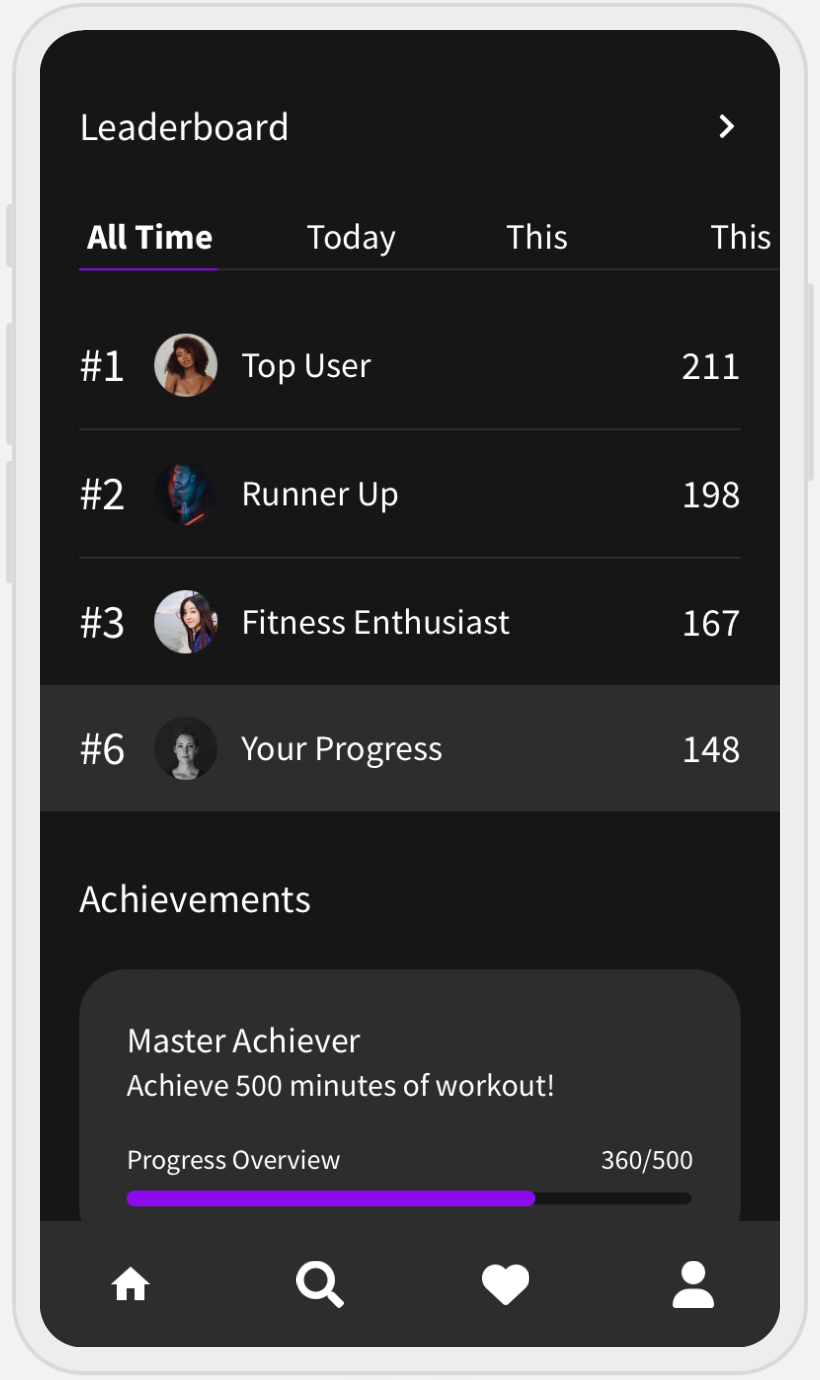 Leaderboard
All Time Today This This
#1 Top User 211
#2 Runner Up 198
#3 Fitness Enthusiast 167
#6 Your Progress 148
Achievements
Master Achiever
Achieve 500 minutes of workout!
Progress Overview 360/500